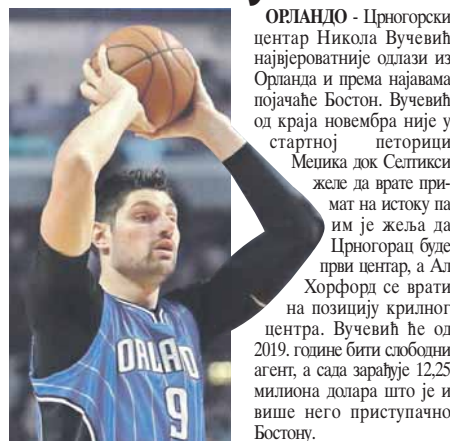 ОРЛАНДО - Црногорски
центар Никола Вучевић
највјероватније одлази из
Орланда и према најавама
појачаће Бостон. Вучевић
од краја новембра није у
стартној петорици
Меџика док Селтикси
желе да врате при-
мат на истоку па
им је жеља да
Црногорац буде
први центар, а Ал
Хорфорд се врати
на позицију крилног
центра. Вучевић ће од
2019. године бити слободни
агент, а сада зарађује 12,25
милиона долара што је и
више него приступачно
Бостону.
ORLANDO
9